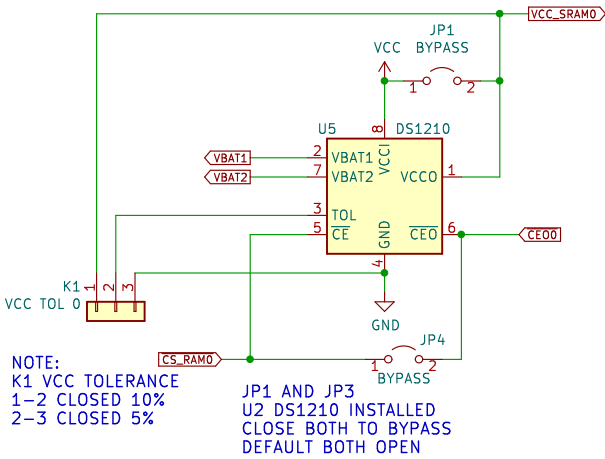 VCC_SRAM0
JP1
VCC BYPASS
1 2
U5 DS1210
8
VCCI
VBAT1 2 VBAT1
VBAT2 7 VBAT2
VCCO 1
3 TOL
5 CE
CEO 6 CEO0
GND
4
K1 1 2 3
VCC TOL 0
GND
JP4
CS_RAM0
1 2
BYPASS
NOTE:
K1 VCC TOLERANCE
1-2 CLOSED 10%
2-3 CLOSED 5%
JP1 AND JP3
U2 DS1210 INSTALLED
CLOSE BOTH TO BYPASS
DEFAULT BOTH OPEN